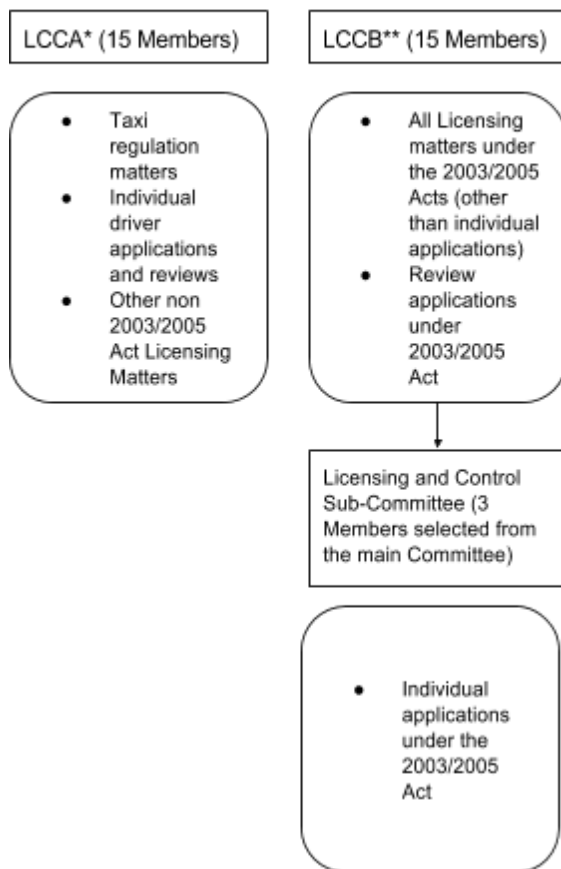 LCCA* (15 Members)
● Taxi
regulation
matters
● Individual
driver
applications
and reviews
● Other non
2003/2005
Act Licensing
Matters
LCCB** (15 Members)
● All Licensing
matters under
the 2003/2005
Acts (other
than individual
applications)
● Review
applications
under
2003/2005
Act
Licensing and Control
Sub-Committee (3
Members selected from
the main Committee)
● Individual
applications
under the
2003/2005
Act